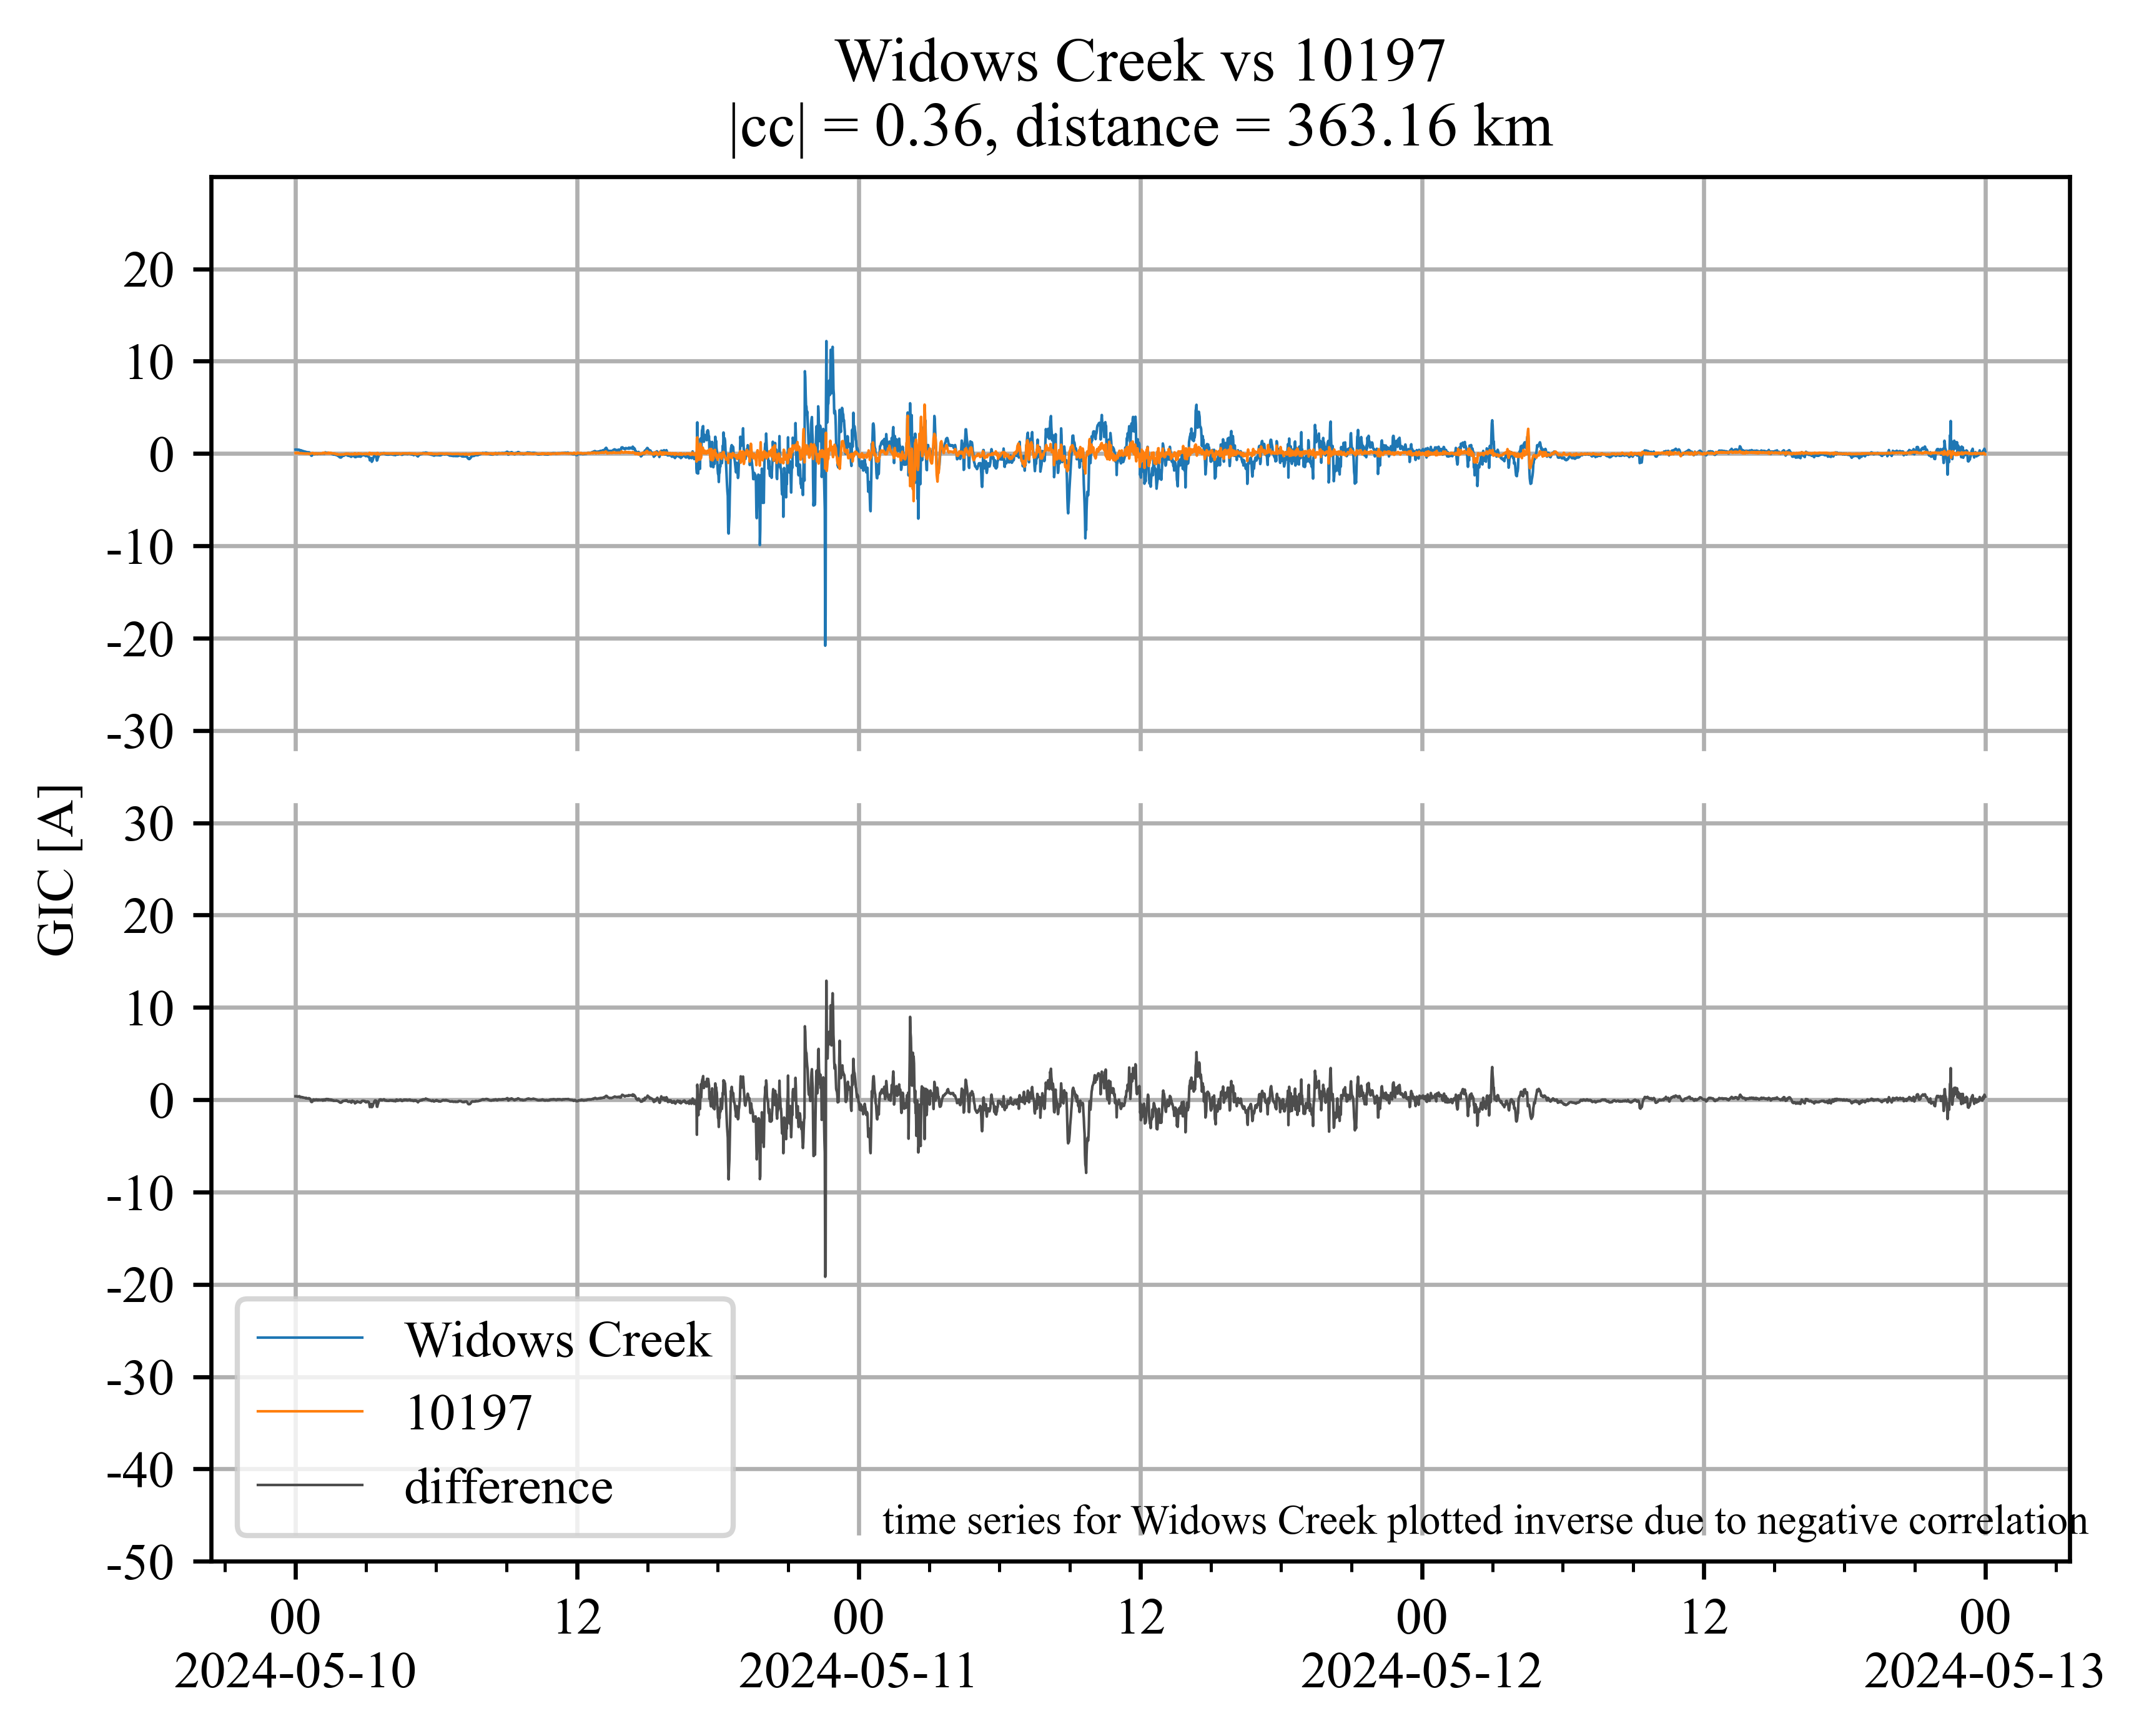 Widows Creek vs 10197
|cc| = 0.36, distance = 363.16 km
GIC [A]
20
10
0
-10
-20
-30
30
20
10
0
-10
-20
-30
-40
-50
Widows Creek
10197
difference
time series for Widows Creek plotted inverse due to negative correlation
00 12 00 12 00 12 00
2024-05-10 2024-05-11 2024-05-12 2024-05-13